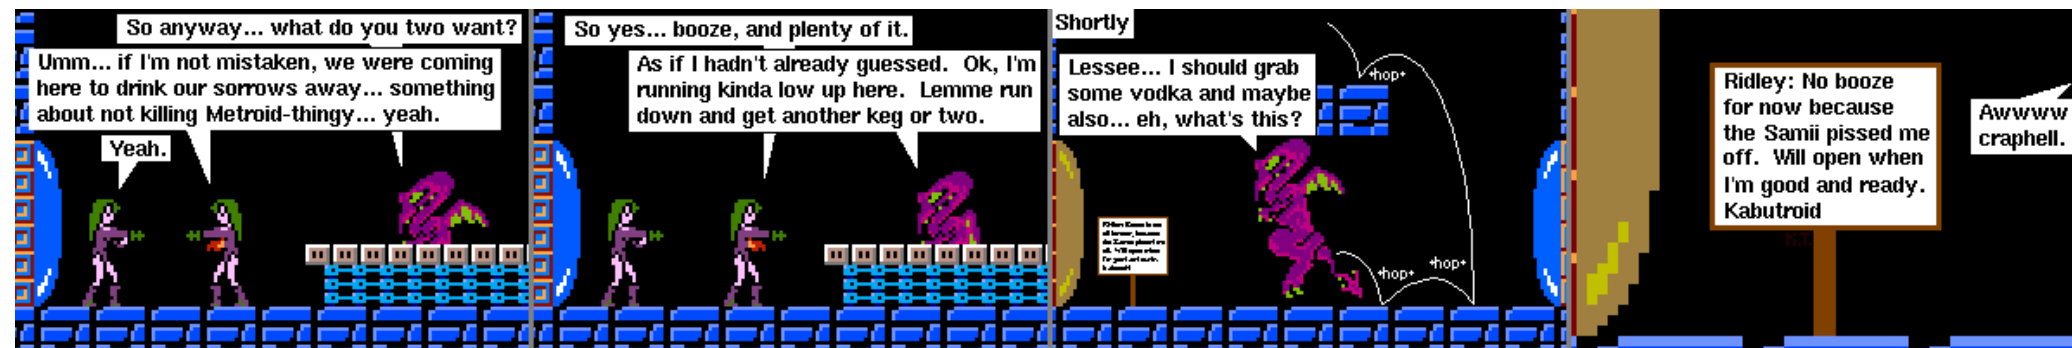 So anyway... what do you two want?
Umm... if I'm not mistaken, we were coming
here to drink our sorrows away... something
about not killing Metroid-thingy... yeah.
Yeah.
So yes... booze, and plenty of it.
As if I hadn't already guessed. Ok, I'm
running kinda low up here. Lemme run
down and get another keg or two.
Shortly
Lessee... I should grab
some vodka and maybe
also... eh, what's this?
*hop*
*hop*
*hop*
Ridley: No booze
for now because
the Samii pissed me
off. Will open when
I'm good and ready.
Kabutroid
Awwww
craphell.